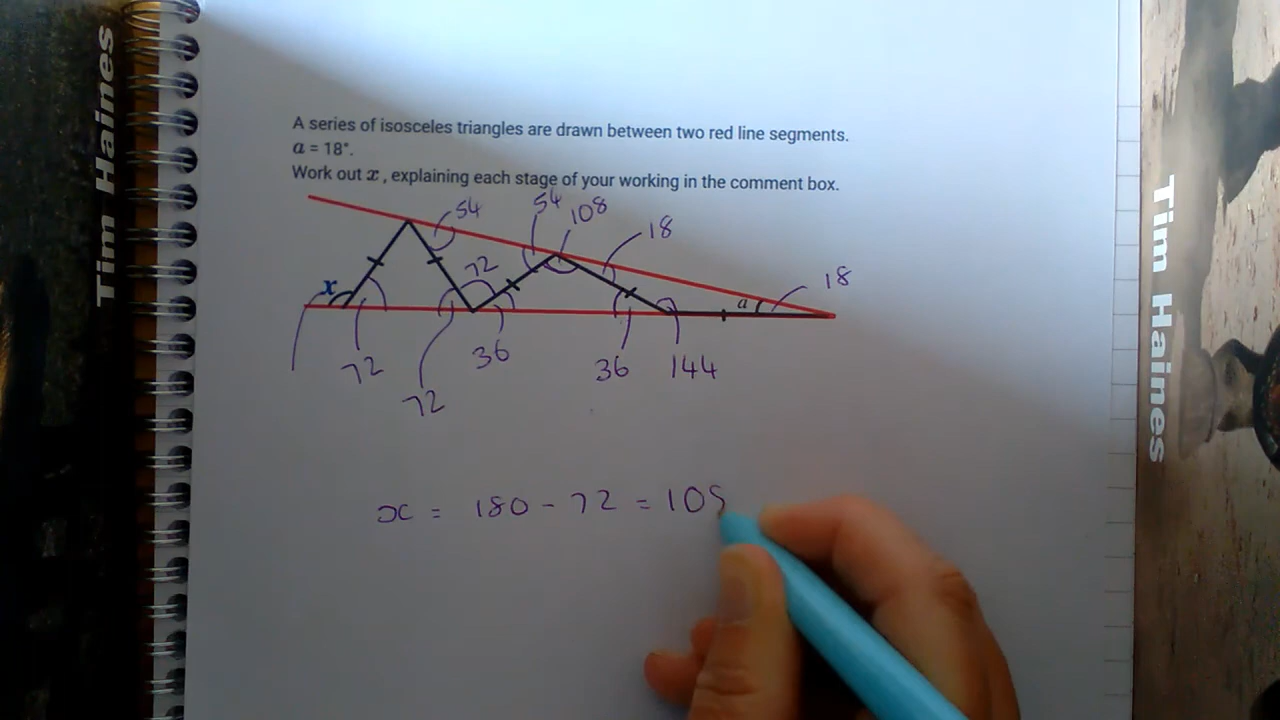 A series of isosceles triangles are drawn between two red line segments.
a = 18°.
Work out x, explaining each stage of your working in the comment box.
54
54
108
18
72
18
x
a
72
36
36
144
72
x = 180 - 72 = 10
Tim Haines
Tim Haines